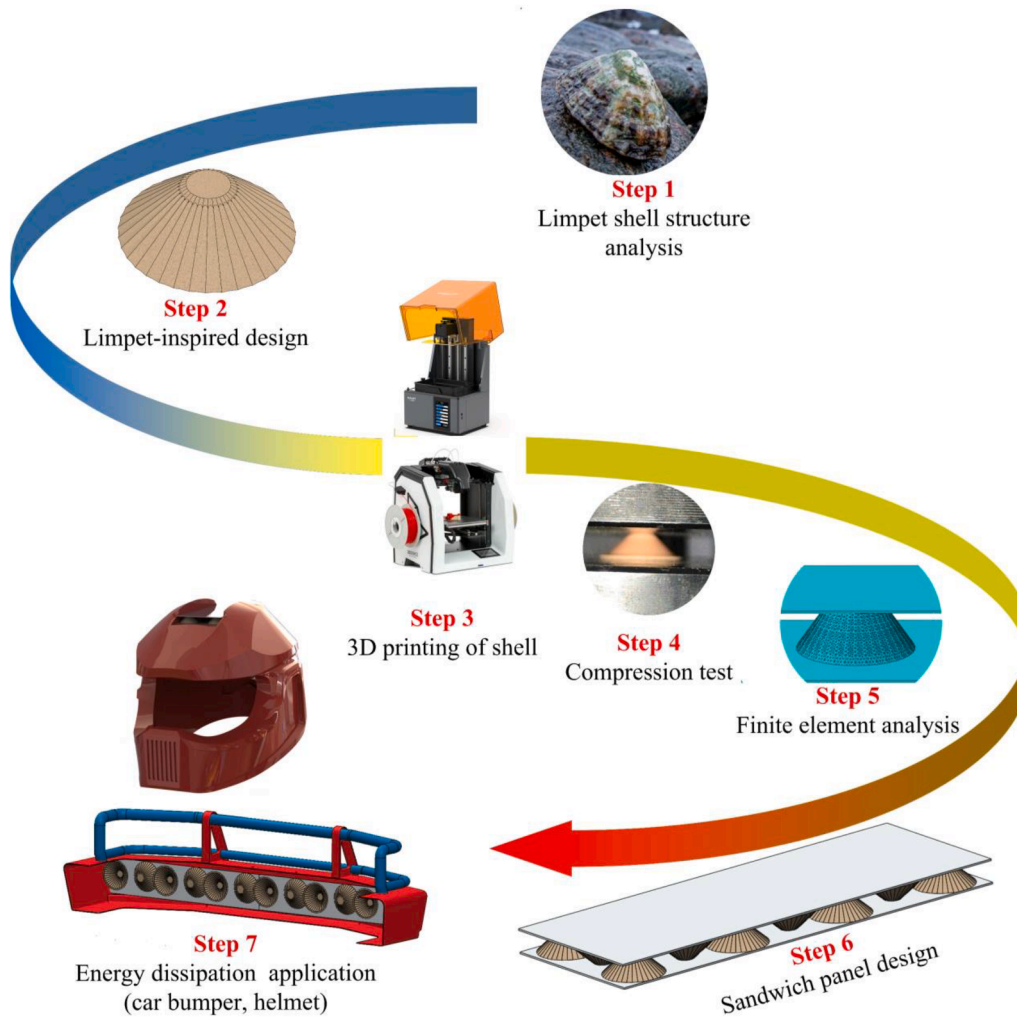 Step 1
Limpet shell structure
analysis
Step 2
Limpet-inspired design
Step 3
3D printing of shell
Step 4
Compression test
Step 5
Finite element analysis
Step 6
Sandwich panel design
Step 7
Energy dissipation application
(car bumper, helmet)